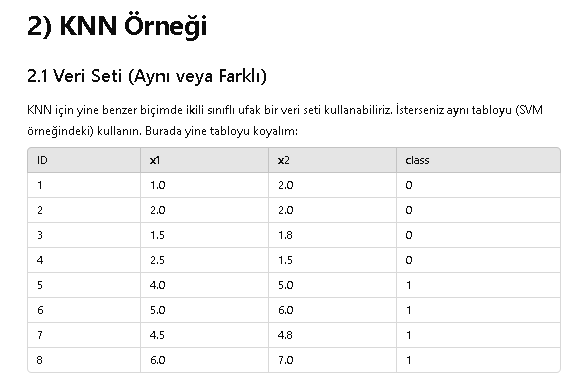 2) KNN Örneği
2.1 Veri Seti (Aynı veya Farklı)
KNN için yine benzer biçimde ikili sınıflı ufak bir veri seti kullanabiliriz. İsterseniz aynı tabloyu (SVM
örneğindeki) kullanın. Burada yine tabloyu koyalım:
ID x1 x2 class
1 1.0 2.0 0
2 2.0 2.0 0
3 1.5 1.8 0
4 2.5 1.5 0
5 4.0 5.0 1
6 5.0 6.0 1
7 4.5 4.8 1
8 6.0 7.0 1